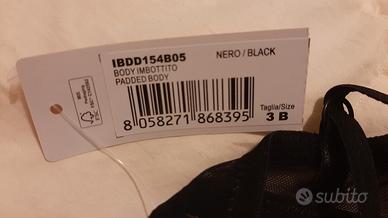 IBDD154B05
NERO / BLACK
BODY IMBOTTITO
PADDED BODY
Taglia/Size
3 B
8 058271 868395
subito